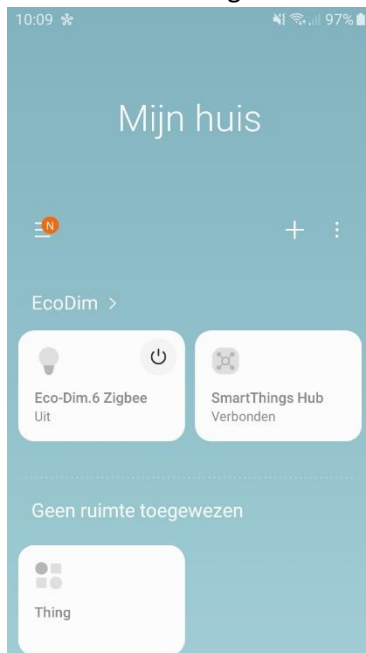 10:09 97%
Mijn huis
N
EcoDim >
Eco-Dim.6 Zigbee
Uit
SmartThings Hub
Verbonden
Geen ruimte toegewezen
Thing